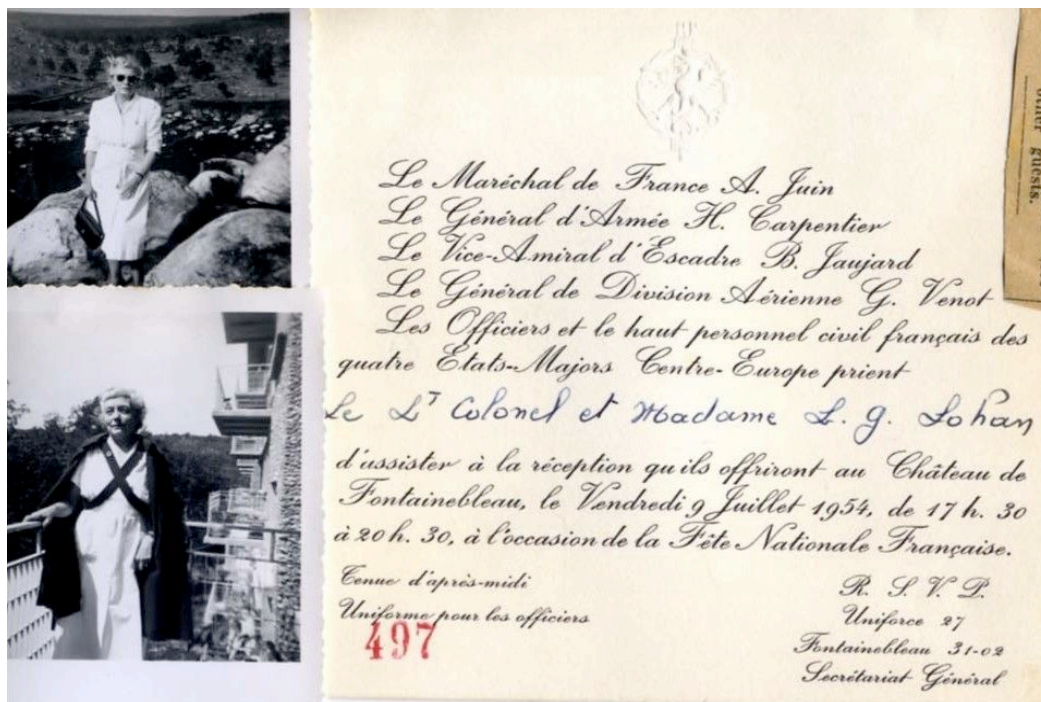 other guests.
Le Maréchal de France A. Juin
Le Général d'Armée H. Carpentier
Le Vice-Amiral d'Escadre B. Jaujard
Le Général de Division Aérienne G. Venot
Les Officiers et le haut personnel civil français des
quatre Etats-Majors Centre-Europe prient
Le Lt Colonel et Madame L. G. Lohan
d'assister à la réception qu'ils offriront au Château de
Fontainebleau, le Vendredi 9 Juillet 1954, de 17 h. 30
à 20 h. 30, à l'occasion de la Fête Nationale Française.
Tenue d'après-midi
Uniforme pour les officiers
497
R. S. V. P.
Uniforce 27
Fontainebleau 31-02
Secrétariat Général